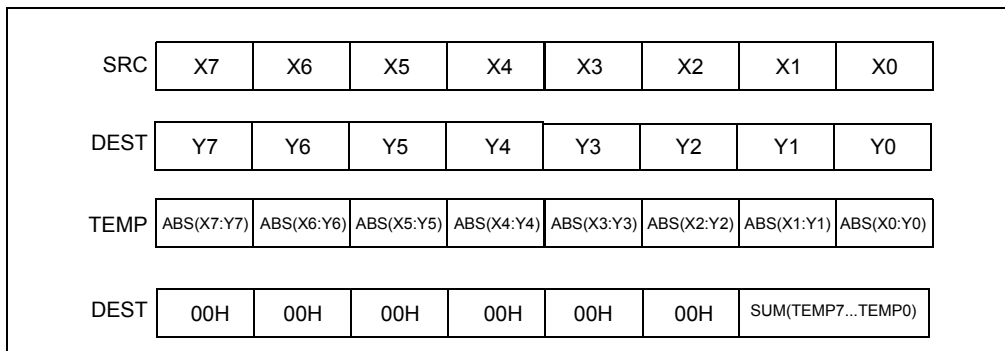 SRC X7 X6 X5 X4 X3 X2 X1 X0
DEST Y7 Y6 Y5 Y4 Y3 Y2 Y1 Y0
TEMP ABS(X7:Y7) ABS(X6:Y6) ABS(X5:Y5) ABS(X4:Y4) ABS(X3:Y3) ABS(X2:Y2) ABS(X1:Y1) ABS(X0:Y0)
DEST 00H 00H 00H 00H 00H 00H SUM(TEMP7...TEMP0)